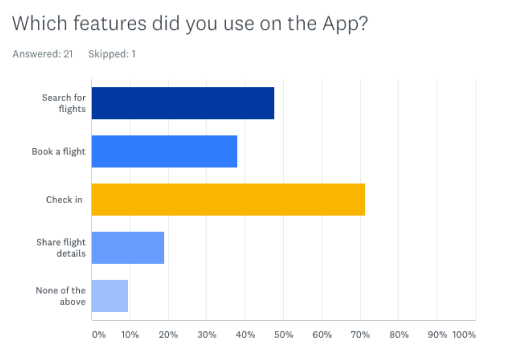 Which features did you use on the App?
Answered: 21 Skipped: 1
Search for
flights
Book a flight
Check in
Share flight
details
None of the
above
0% 10% 20% 30% 40% 50% 60% 70% 80% 90% 100%